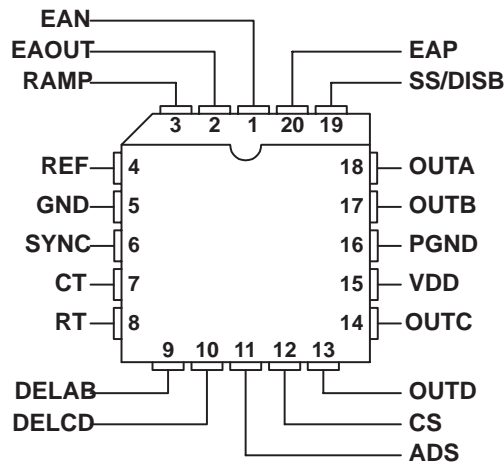 EAN
EAOUT
EAP
RAMP
SS/DISB
3 2 1 20 19
REF 4 18 OUTA
GND 5 17 OUTB
SYNC 6 16 PGND
CT 7 15 VDD
RT 8 14 OUTC
9 10 11 12 13
DELAB
OUTD
DELCD
CS
ADS